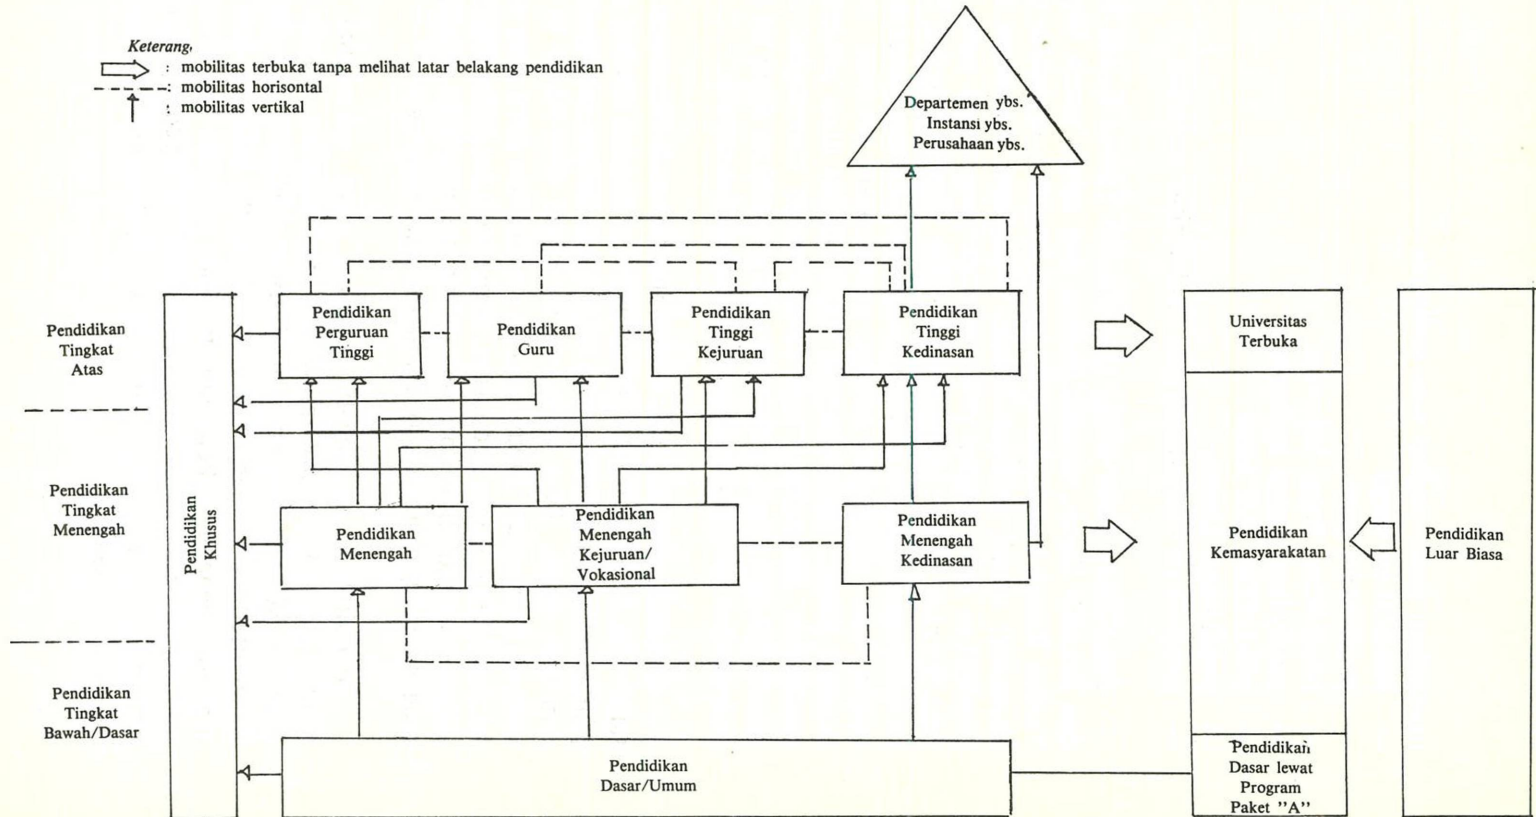 Keterang
: mobilitas terbuka tanpa melihat latar belakang pendidikan
: mobilitas horisontal
: mobilitas vertikal
Departemen ybs.
Instansi ybs.
Perusahaan ybs.
Pendidikan
Tingkat
Atas
Pendidikan
Perguruan
Tinggi
Pendidikan
Guru
Pendidikan
Tinggi
Kejuruan
Pendidikan
Tinggi
Kedinasan
Universitas
Terbuka
Pendidikan
Tingkat
Menengah
Pendidikan
Khusus
Pendidikan
Menengah
Pendidikan
Menengah
Kejuruan/
Vokasional
Pendidikan
Menengah
Kedinasan
Pendidikan
Kemasyarakatan
Pendidikan
Luar Biasa
Pendidikan
Tingkat
Bawah/Dasar
Pendidikan
Dasar/Umum
Pendidikan
Dasar lewat
Program
Paket "A"